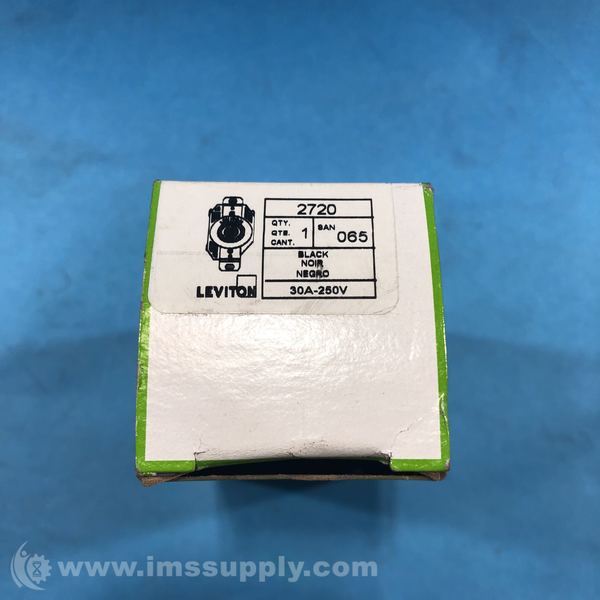 2720
QTY.
QTE. 1
CANT.
SAN
065
BLACK
NOIR
NEGRO
LEVITON
30A-250V
www.imssupply.com